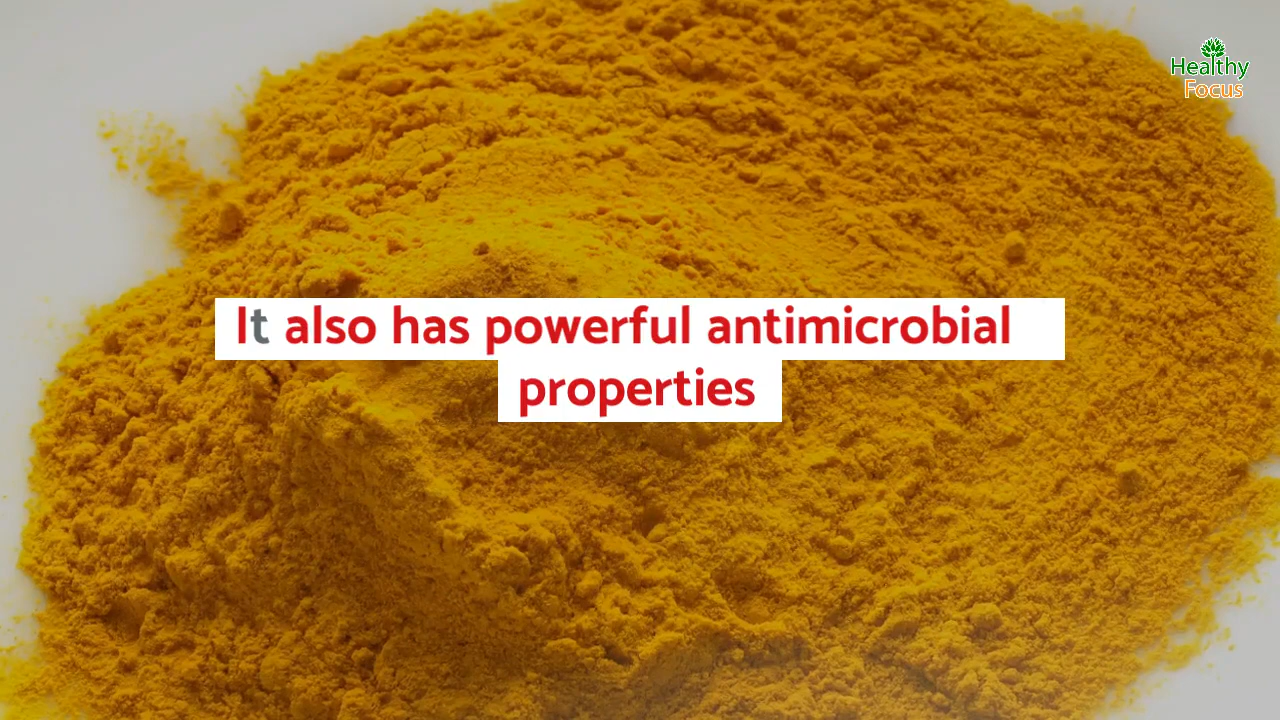 Healthy
Focus
It also has powerful antimicrobial
properties